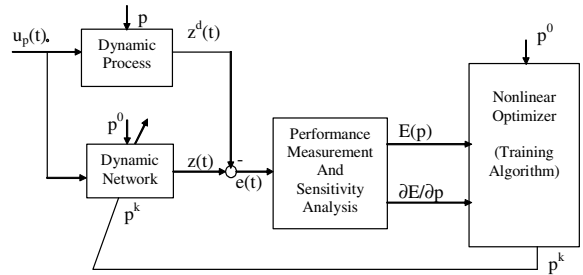 p
u_p(t).
z^d(t)
Dynamic
Process
p^0
p^0
Dynamic
Network
z(t)
-
e(t)
p^k
Performance
Measurement
And
Sensitivity
Analysis
E(p)
∂E/∂p
Nonlinear
Optimizer
(Training
Algorithm)
p^k